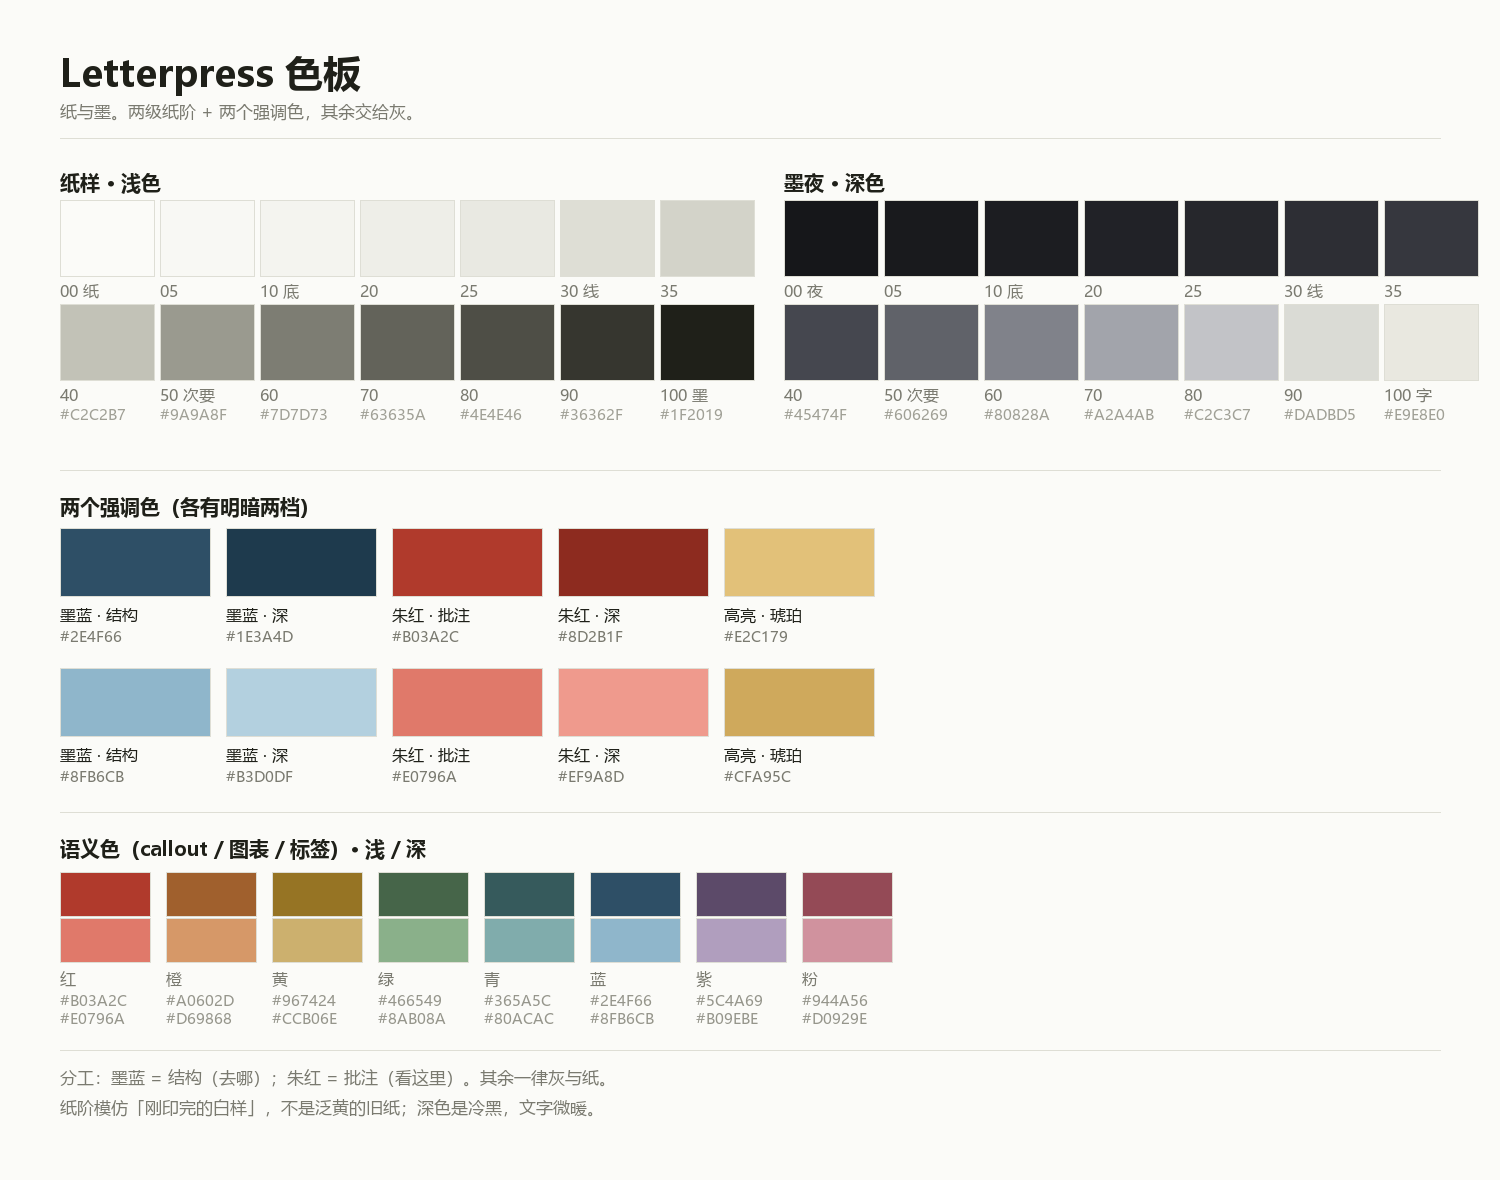 Letterpress 色板
纸与墨。两级纸阶 + 两个强调色，其余交给灰。
纸样 • 浅色
00 纸 05 10 底 20 25 30 线 35
40 50 次要 60 70 80 90 100 墨
#C2C2B7 #9A9A8F #7D7D73 #63635A #4E4E46 #36362F #1F2019
墨夜 • 深色
00 夜 05 10 底 20 25 30 线 35
40 50 次要 60 70 80 90 100 字
#45474F #606269 #80828A #A2A4AB #C2C3C7 #DADBD5 #E9E8E0
两个强调色（各有明暗两档）
墨蓝 · 结构 墨蓝 · 深 朱红 · 批注 朱红 · 深 高亮 · 琥珀
#2E4F66 #1E3A4D #B03A2C #8D2B1F #E2C179
墨蓝 · 结构 墨蓝 · 深 朱红 · 批注 朱红 · 深 高亮 · 琥珀
#8FB6CB #B3D0DF #E0796A #EF9A8D #CFA95C
语义色（callout / 图表 / 标签）• 浅 / 深
红 橙 黄 绿 青 蓝 紫 粉
#B03A2C #A0602D #967424 #466549 #365A5C #2E4F66 #5C4A69 #944A56
#E0796A #D69868 #CCB06E #8AB08A #80ACAC #8FB6CB #B09EBE #D0929E
分工：墨蓝 = 结构（去哪）；朱红 = 批注（看这里）。其余一律灰与纸。
纸阶模仿「刚印完的白样」，不是泛黄的旧纸；深色是冷黑，文字微暖。